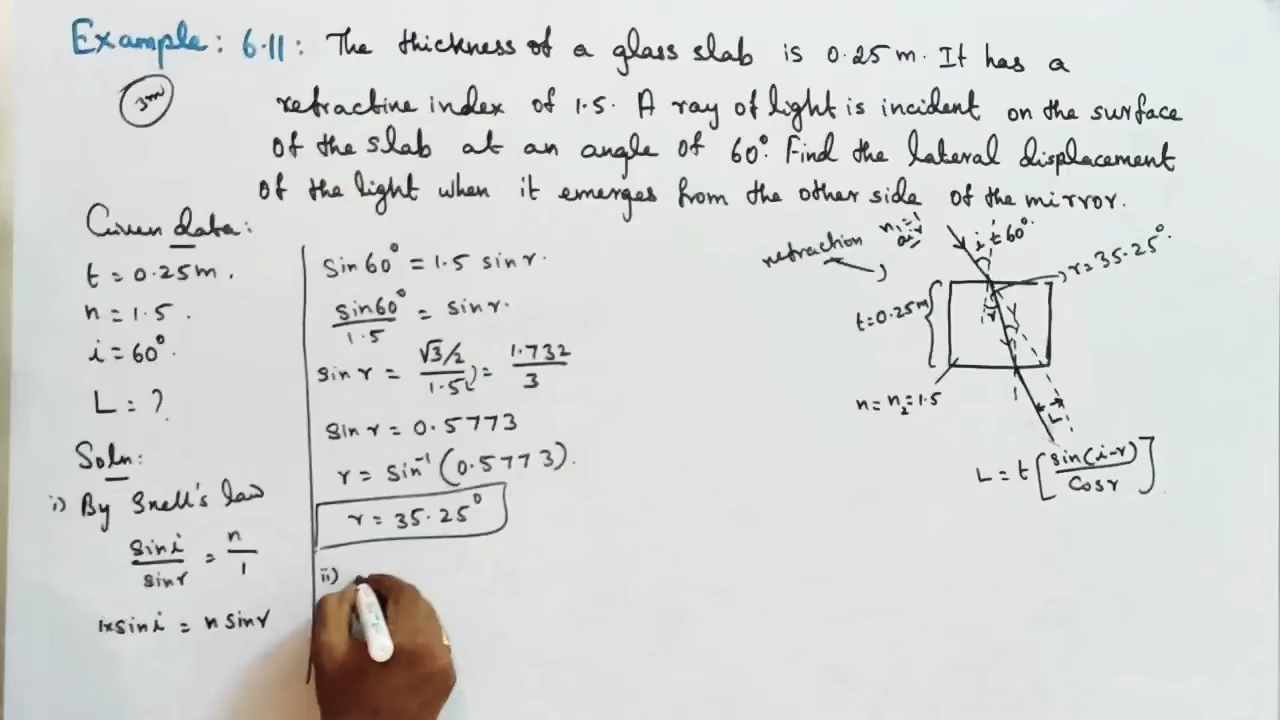 Example: 6.11: The thickness of a glass slab is 0.25 m. It has a
3m
refractive index of 1.5. A ray of light is incident on the surface
of the slab at an angle of 60°. Find the lateral displacement
of the light when it emerges from the other side of the mirror.
Given data:
t = 0.25m.
n = 1.5.
i = 60°.
L = ?
Soln:
i) By Snell's law
sin i / sin r = n / 1
1×sin i = n sin r
Sin 60° = 1.5 sin r.
sin 60° / 1.5 = sin r.
sin r = √3/2 / 1.5 = 1.732 / 3
sin r = 0.5773
r = sin⁻¹ (0.5773).
r = 35.25°
ii)
refraction
n₁=1
air
i
60°.
r = 35.25°.
t=0.25m
r
n = n₂ = 1.5
L
L = t [sin(i-r) / Cos r]